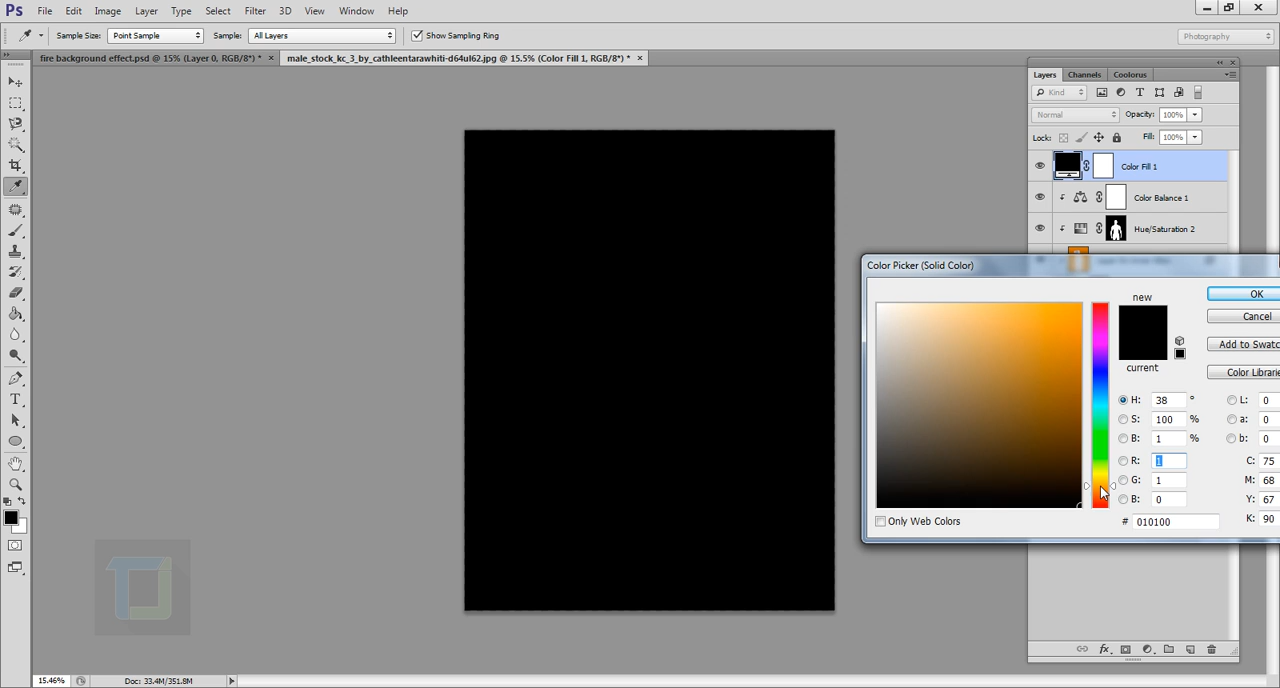 Ps File Edit Image Layer Type Select Filter 3D View Window Help
Sample Size: Point Sample Sample: All Layers Show Sampling Ring Photography
fire background effect.psd @ 15% (Layer 0, RGB/8*) * × male_stock_kc_3_by_cathleentarawhiti-d64ul62.jpg @ 15.5% (Color Fill 1, RGB/8*) * ×
Layers Channels Coolorus
Kind
Normal Opacity: 100%
Lock: Fill: 100%
Color Fill 1
Color Balance 1
Hue/Saturation 2
Color Picker (Solid Color)
new
current
OK
Cancel
Add to Swatc
Color Librarie
H: 38 °
S: 100 %
B: 1 %
R: 1
G: 1
B: 0
L: 0
a: 0
b: 0
C: 75
M: 68
Y: 67
K: 90
Only Web Colors
# 010100
15.46% Doc: 33.4M/351.8M